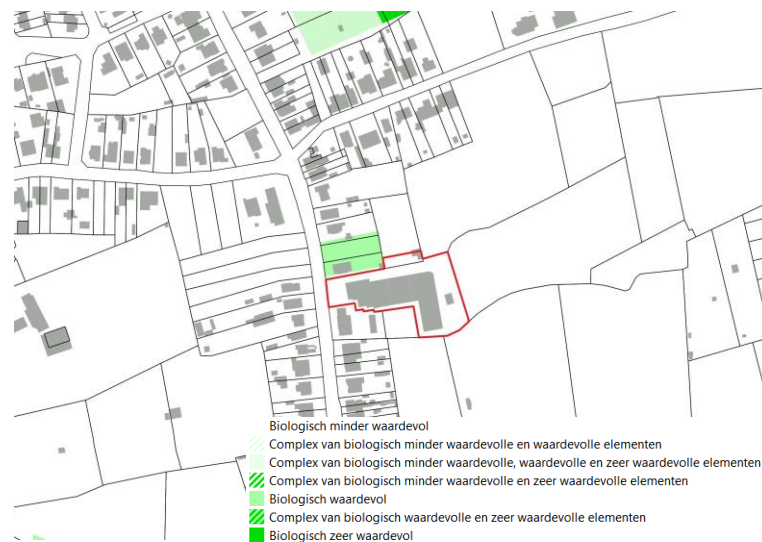 Biologisch minder waardevol
Complex van biologisch minder waardevolle en waardevolle elementen
Complex van biologisch minder waardevolle, waardevolle en zeer waardevolle elementen
Complex van biologisch minder waardevolle en zeer waardevolle elementen
Biologisch waardevol
Complex van biologisch waardevolle en zeer waardevolle elementen
Biologisch zeer waardevol